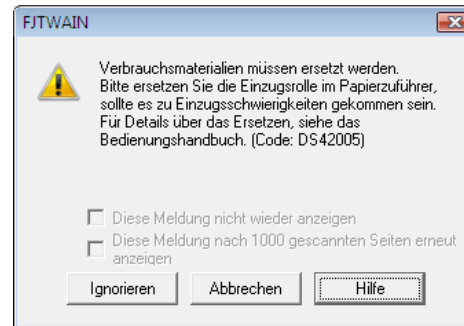 FJTWAIN
Verbrauchsmaterialien müssen ersetzt werden.
Bitte ersetzen Sie die Einzugsrolle im Papierzuführer,
sollte es zu Einzugsschwierigkeiten gekommen sein.
Für Details über das Ersetzen, siehe das
Bedienungshandbuch. (Code: DS42005)
Diese Meldung nicht wieder anzeigen
Diese Meldung nach 1000 gescannten Seiten erneut
anzeigen
Ignorieren Abbrechen Hilfe